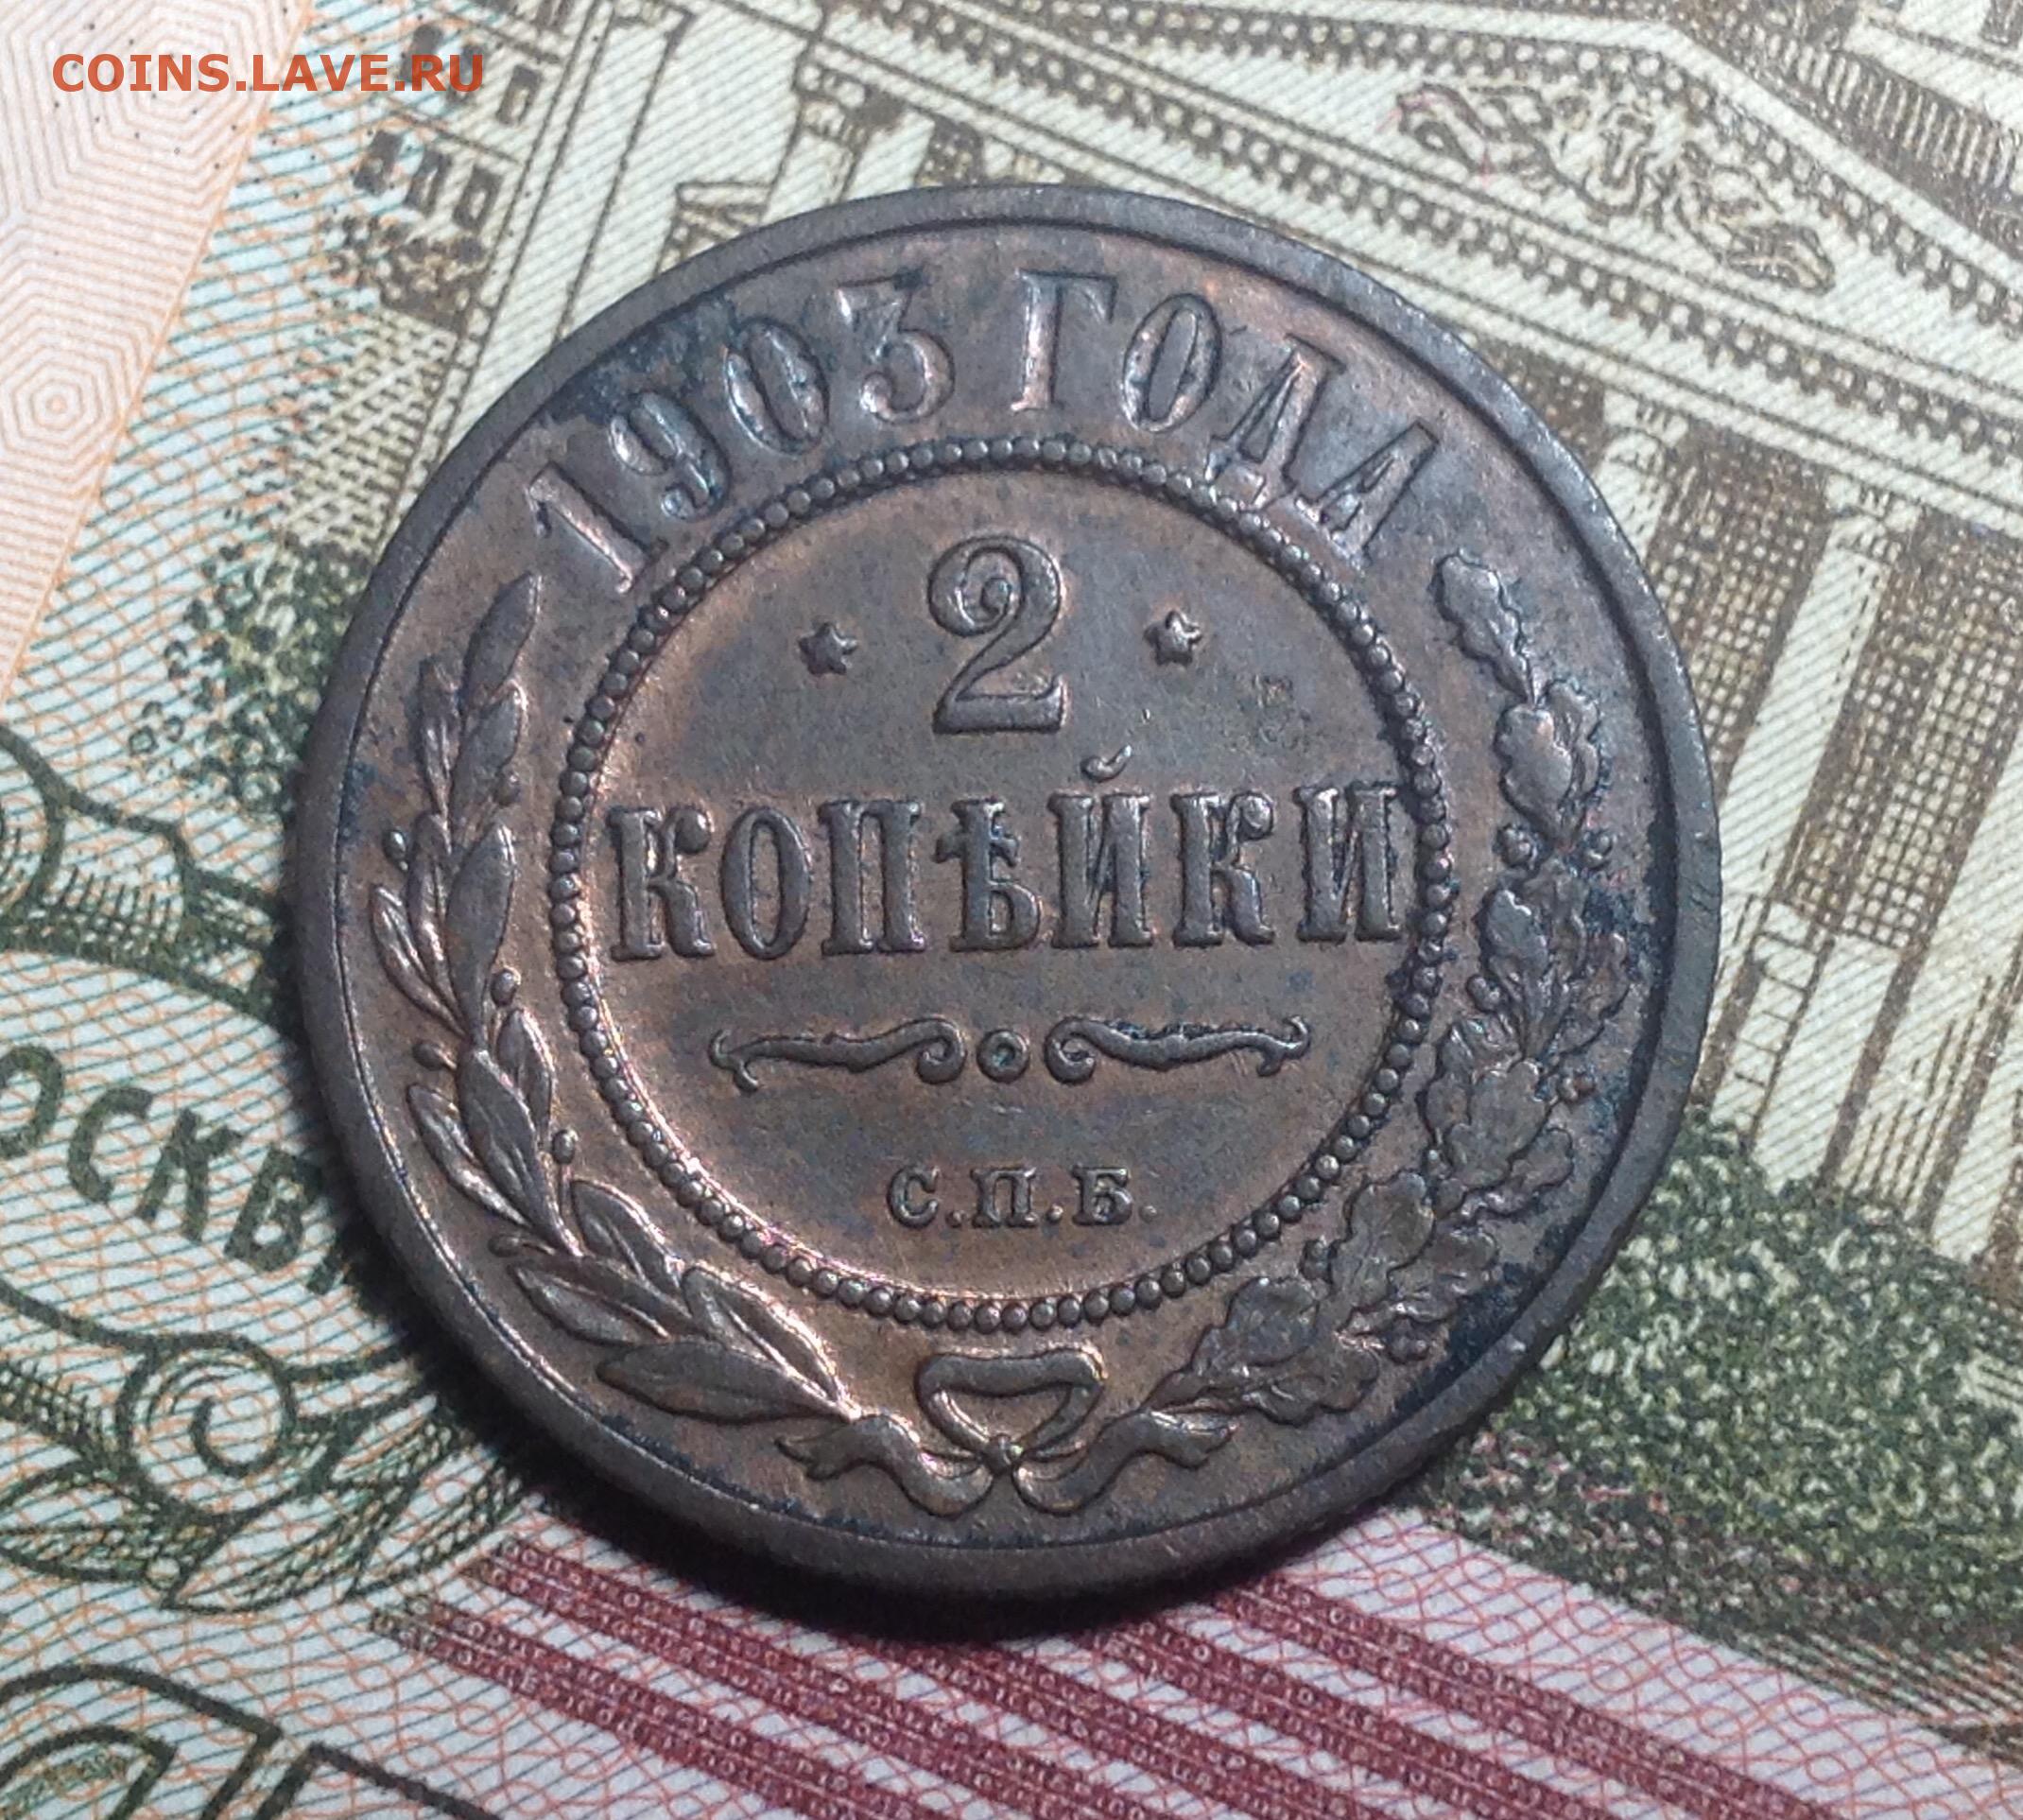 COINS.LAVE.RU
1903 ГОДА
2
КОПѢЙКИ
С.П.Б.